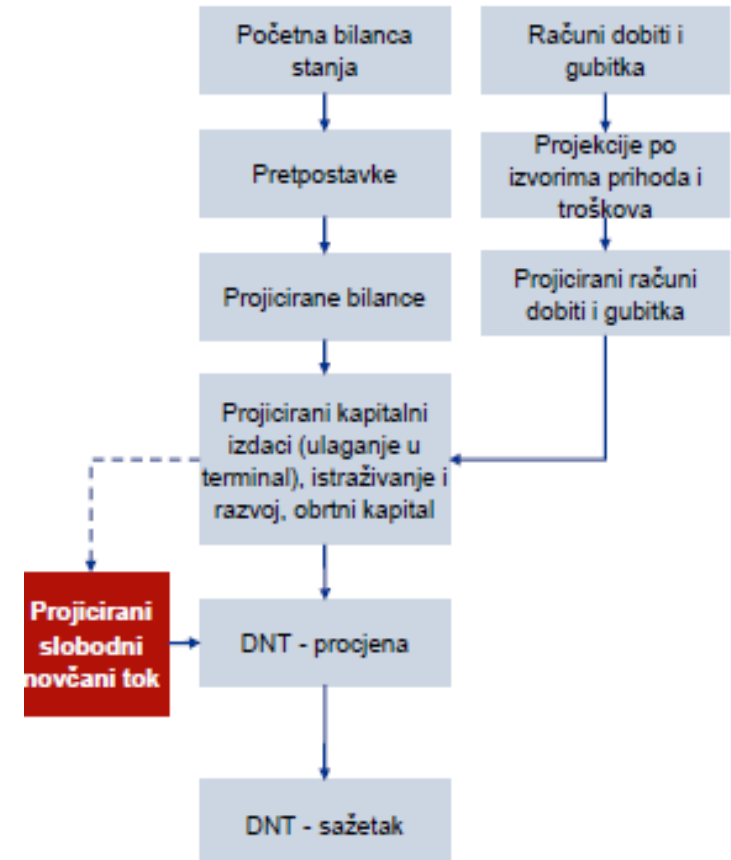 Početna bilanca
stanja
Računi dobiti i
gubitka
Pretpostavke
Projekcije po
izvorima prihoda i
troškova
Projicirane bilance
Projicirani računi
dobiti i gubitka
Projicirani kapitalni
izdaci (ulaganje u
terminal), istraživanje i
razvoj, obrtni kapital
Projicirani
slobodni
novčani tok
DNT - procjena
DNT - sažetak